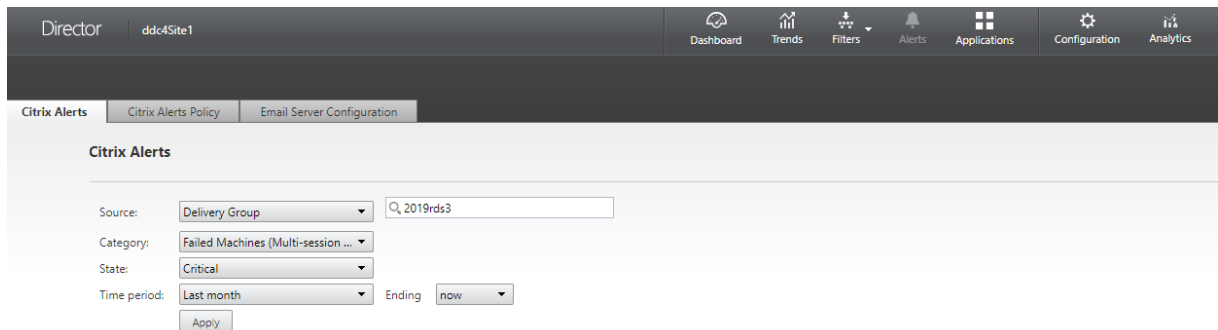 Director ddc4Site1
Dashboard Trends Filters Alerts Applications Configuration Analytics
Citrix Alerts Citrix Alerts Policy Email Server Configuration
Citrix Alerts
Source: Delivery Group 2019rds3
Category: Failed Machines (Multi-session ...
State: Critical
Time period: Last month Ending now
Apply